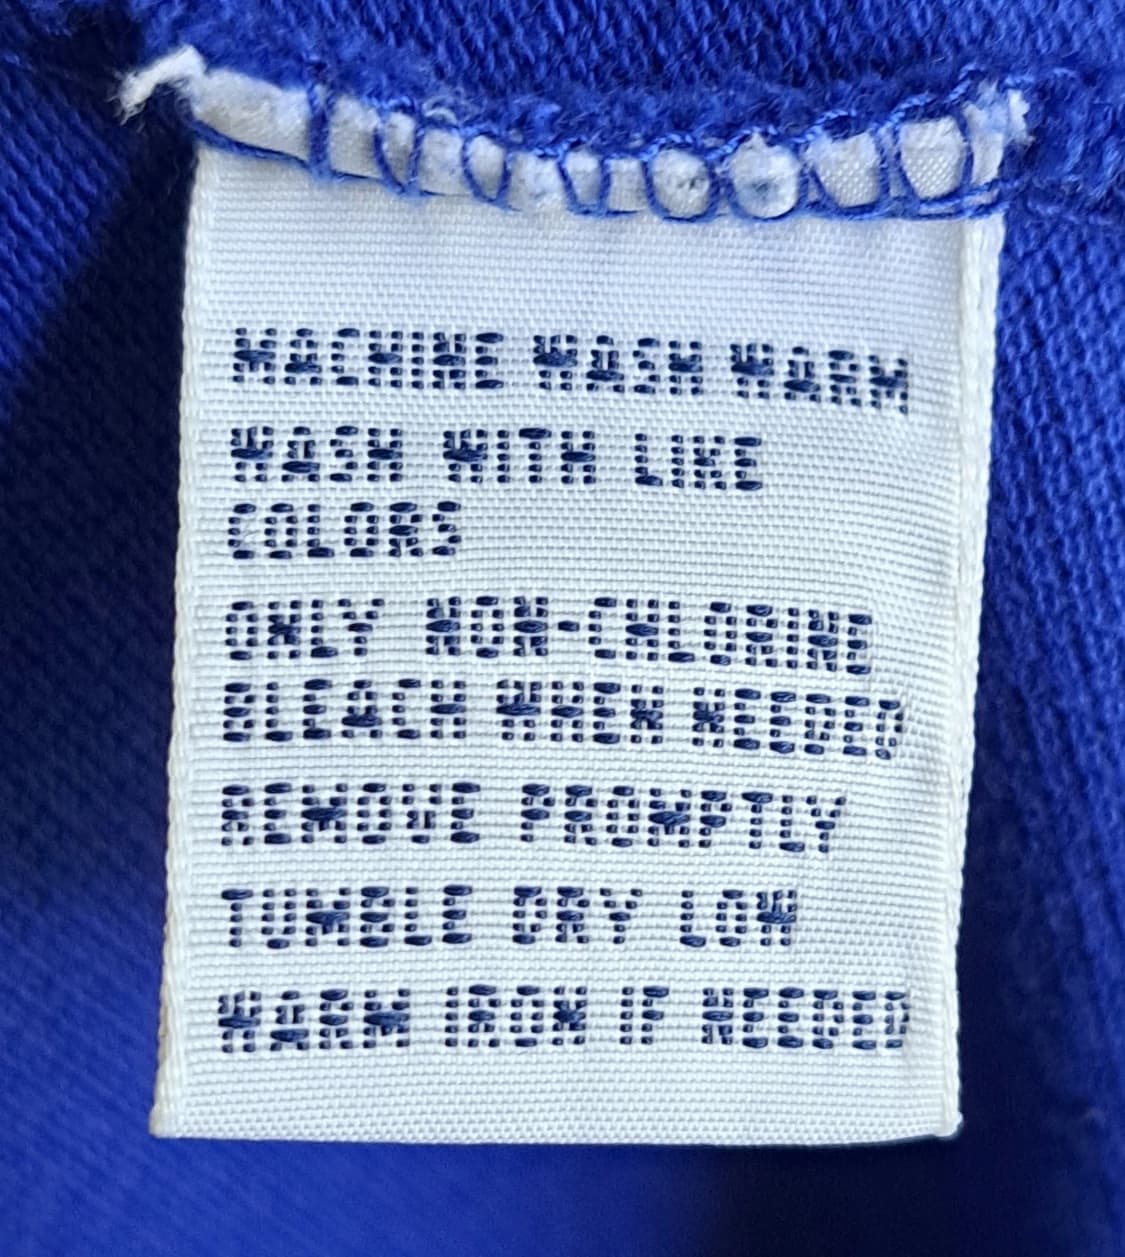 MACHINE WASH WARM
WASH WITH LIKE
COLORS
ONLY NON-CHLORINE
BLEACH WHEN NEEDED
REMOVE PROMPTLY
TUMBLE DRY LOW
WARM IRON IF NEEDED